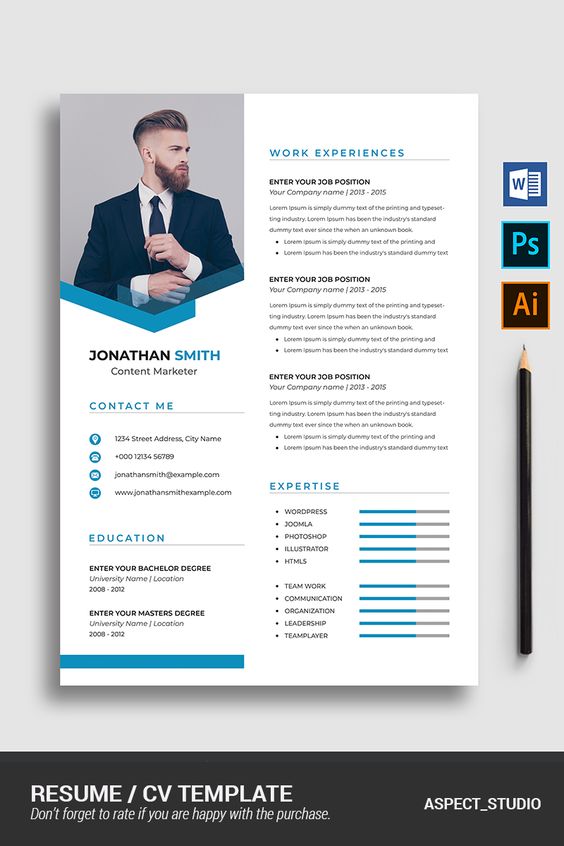 JONATHAN SMITH
Content Marketer
CONTACT ME
1234 Street Address, City Name
+000 12134 56789
jonathansmith@example.com
www.jonathansmithexample.com
EDUCATION
ENTER YOUR BACHELOR DEGREE
University Name | Location
2008 - 2012
ENTER YOUR MASTERS DEGREE
University Name | Location
2008 - 2012
WORK EXPERIENCES
ENTER YOUR JOB POSITION
Your Company name | 2013 - 2015
Lorem Ipsum is simply dummy text of the printing and typeset-
ting industry. Lorem Ipsum has been the industry's standard
dummy text ever since the when an unknown book.
• Lorem Ipsum is simply dummy text of the printing and
• Lorem Ipsum has been the industry's standard dummy text
ENTER YOUR JOB POSITION
Your Company name | 2013 - 2015
Lorem Ipsum is simply dummy text of the printing and typeset-
ting industry. Lorem Ipsum has been the industry's standard
dummy text ever since the when an unknown book.
• Lorem Ipsum is simply dummy text of the printing and
• Lorem Ipsum has been the industry's standard dummy text
ENTER YOUR JOB POSITION
Your Company name | 2013 - 2015
Lorem Ipsum is simply dummy text of the printing and typeset-
ting industry. Lorem Ipsum has been the industry's standard
dummy text ever since the when an unknown book.
• Lorem Ipsum is simply dummy text of the printing and
• Lorem Ipsum has been the industry's standard dummy text
EXPERTISE
• WORDPRESS
• JOOMLA
• PHOTOSHOP
• ILLUSTRATOR
• HTML5
• TEAM WORK
• COMMUNICATION
• ORGANIZATION
• LEADERSHIP
• TEAMPLAYER
W
Ps
Ai
RESUME / CV TEMPLATE
Don't forget to rate if you are happy with the purchase.
ASPECT_STUDIO